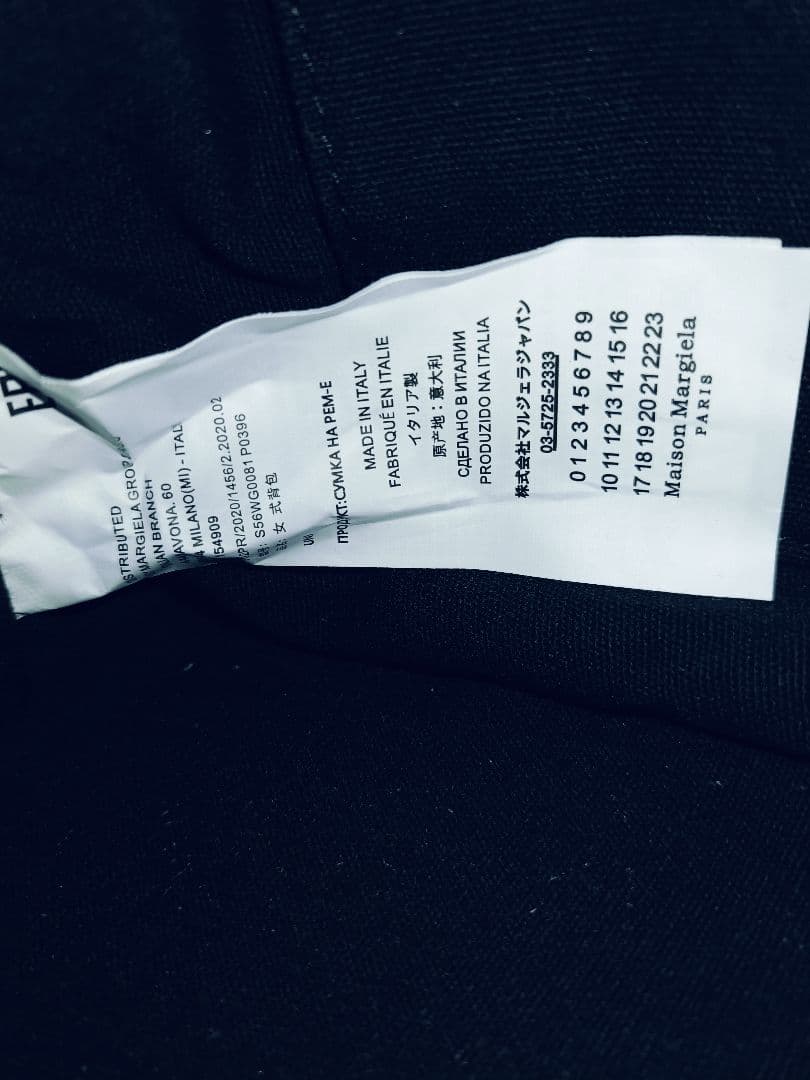 STRIBUTED
MARGIELA GRO
AN BRANCH
AVONA, 60
4 MILANO(MI) - ITAL
54909
PR/2020/1456/2.2020.02
S56WG0081 P0396
女 式背包
ПРОДКТ:СУМКА НА РЕМ-Е
MADE IN ITALY
FABRIQUÉ EN ITALIE
イタリア製
原产地：意大利
СДЕЛАНО В ИТАЛИИ
PRODUZIDO NA ITALIA
株式会社マルジェラジャパン
03-5725-2333
0 1 2 3 4 5 6 7 8 9
10 11 12 13 14 15 16
17 18 19 20 21 22 23
Maison Margiela
PARIS